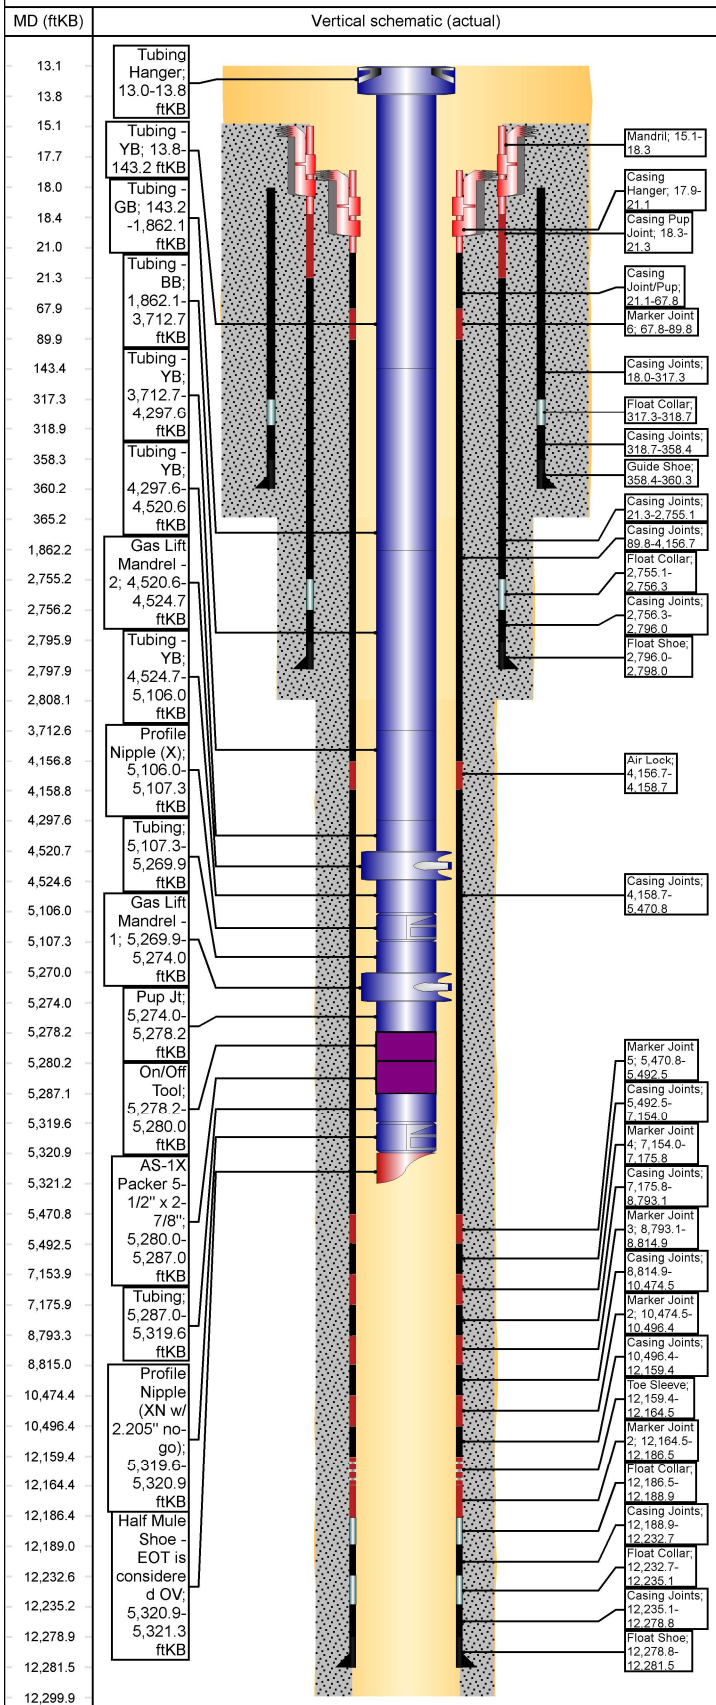 MD (ftKB)
Vertical schematic (actual)
13.1
13.8
15.1
17.7
18.0
18.4
21.0
21.3
67.9
89.9
143.4
317.3
318.9
358.3
360.2
365.2
1,862.2
2,755.2
2,756.2
2,795.9
2,797.9
2,808.1
3,712.6
4,156.8
4,158.8
4,297.6
4,520.7
4,524.6
5,106.0
5,107.3
5,270.0
5,274.0
5,278.2
5,280.2
5,287.1
5,319.6
5,320.9
5,321.2
5,470.8
5,492.5
7,153.9
7,175.9
8,793.3
8,815.0
10,474.4
10,496.4
12,159.4
12,164.4
12,186.4
12,189.0
12,232.6
12,235.2
12,278.9
12,281.5
12,299.9
Tubing
Hanger;
13.0-13.8
ftKB
Tubing -
YB; 13.8-
143.2 ftKB
Tubing -
GB; 143.2
-1,862.1
ftKB
Tubing -
BB;
1,862.1-
3,712.7
ftKB
Tubing -
YB;
3,712.7-
4,297.6
ftKB
Tubing -
YB;
4,297.6-
4,520.6
ftKB
Gas Lift
Mandrel -
2; 4,520.6-
4,524.7
ftKB
Tubing -
YB;
4,524.7-
5,106.0
ftKB
Profile
Nipple (X);
5,106.0-
5,107.3
ftKB
Tubing;
5,107.3-
5,269.9
ftKB
Gas Lift
Mandrel -
1; 5,269.9-
5,274.0
ftKB
Pup Jt;
5,274.0-
5,278.2
ftKB
On/Off
Tool;
5,278.2-
5,280.0
ftKB
AS-1X
Packer 5-
1/2" x 2-
7/8";
5,280.0-
5,287.0
ftKB
Tubing;
5,287.0-
5,319.6
ftKB
Profile
Nipple
(XN w/
2.205" no-
go);
5,319.6-
5,320.9
ftKB
Half Mule
Shoe -
EOT is
considere
d OV;
5,320.9-
5,321.3
ftKB
Mandril; 15.1-
18.3
Casing
Hanger; 17.9-
21.1
Casing Pup
Joint; 18.3-
21.3
Casing
Joint/Pup;
21.1-67.8
Marker Joint
6; 67.8-89.8
Casing Joints;
18.0-317.3
Float Collar;
317.3-318.7
Casing Joints;
318.7-358.4
Guide Shoe;
358.4-360.3
Casing Joints;
21.3-2,755.1
Casing Joints;
89.8-4,156.7
Float Collar;
2,755.1-
2,756.3
Casing Joints;
2,756.3-
2,796.0
Float Shoe;
2,796.0-
2,798.0
Air Lock;
4,156.7-
4,158.7
Casing Joints;
4,158.7-
5,470.8
Marker Joint
5; 5,470.8-
5,492.5
Casing Joints;
5,492.5-
7,154.0
Marker Joint
4; 7,154.0-
7,175.8
Casing Joints;
7,175.8-
8,793.1
Marker Joint
3; 8,793.1-
8,814.9
Casing Joints;
8,814.9-
10,474.5
Marker Joint
2; 10,474.5-
10,496.4
Casing Joints;
10,496.4-
12,159.4
Toe Sleeve;
12,159.4-
12,164.5
Marker Joint
2; 12,164.5-
12,186.5
Float Collar;
12,186.5-
12,188.9
Casing Joints;
12,188.9-
12,232.7
Float Collar;
12,232.7-
12,235.1
Casing Joints;
12,235.1-
12,278.8
Float Shoe;
12,278.8-
12,281.5